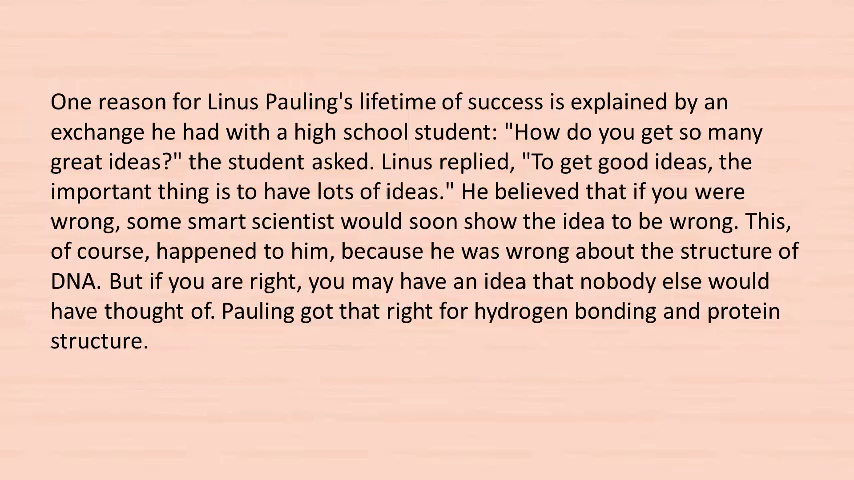 One reason for Linus Pauling's lifetime of success is explained by an
exchange he had with a high school student: "How do you get so many
great ideas?" the student asked. Linus replied, "To get good ideas, the
important thing is to have lots of ideas." He believed that if you were
wrong, some smart scientist would soon show the idea to be wrong. This,
of course, happened to him, because he was wrong about the structure of
DNA. But if you are right, you may have an idea that nobody else would
have thought of. Pauling got that right for hydrogen bonding and protein
structure.